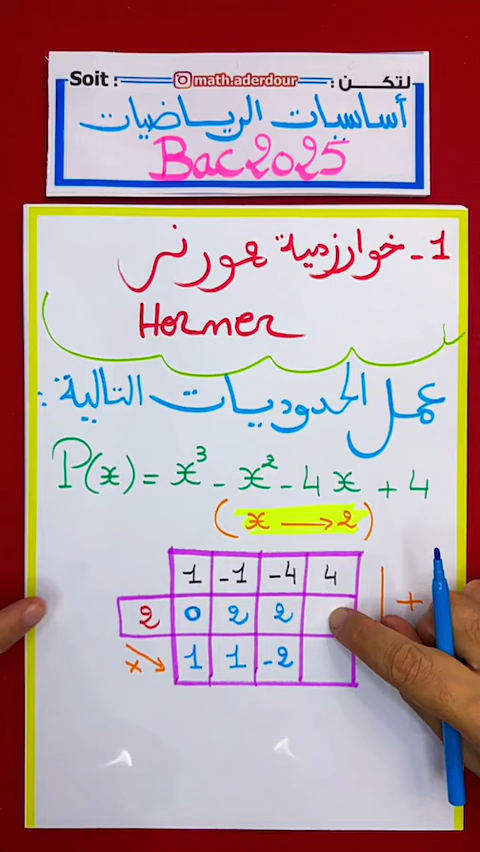 Soit : math.aderdour لتكن :
أساسيات الرياضيات
Bac2025
1 - خوارزمية هورنر
Horner
عمل الحدوديات التالية :
P(x) = x³ - x² - 4x + 4
( x → 2 )
1 -1 -4 4
2 0 2 2 +
× 1 1 -2